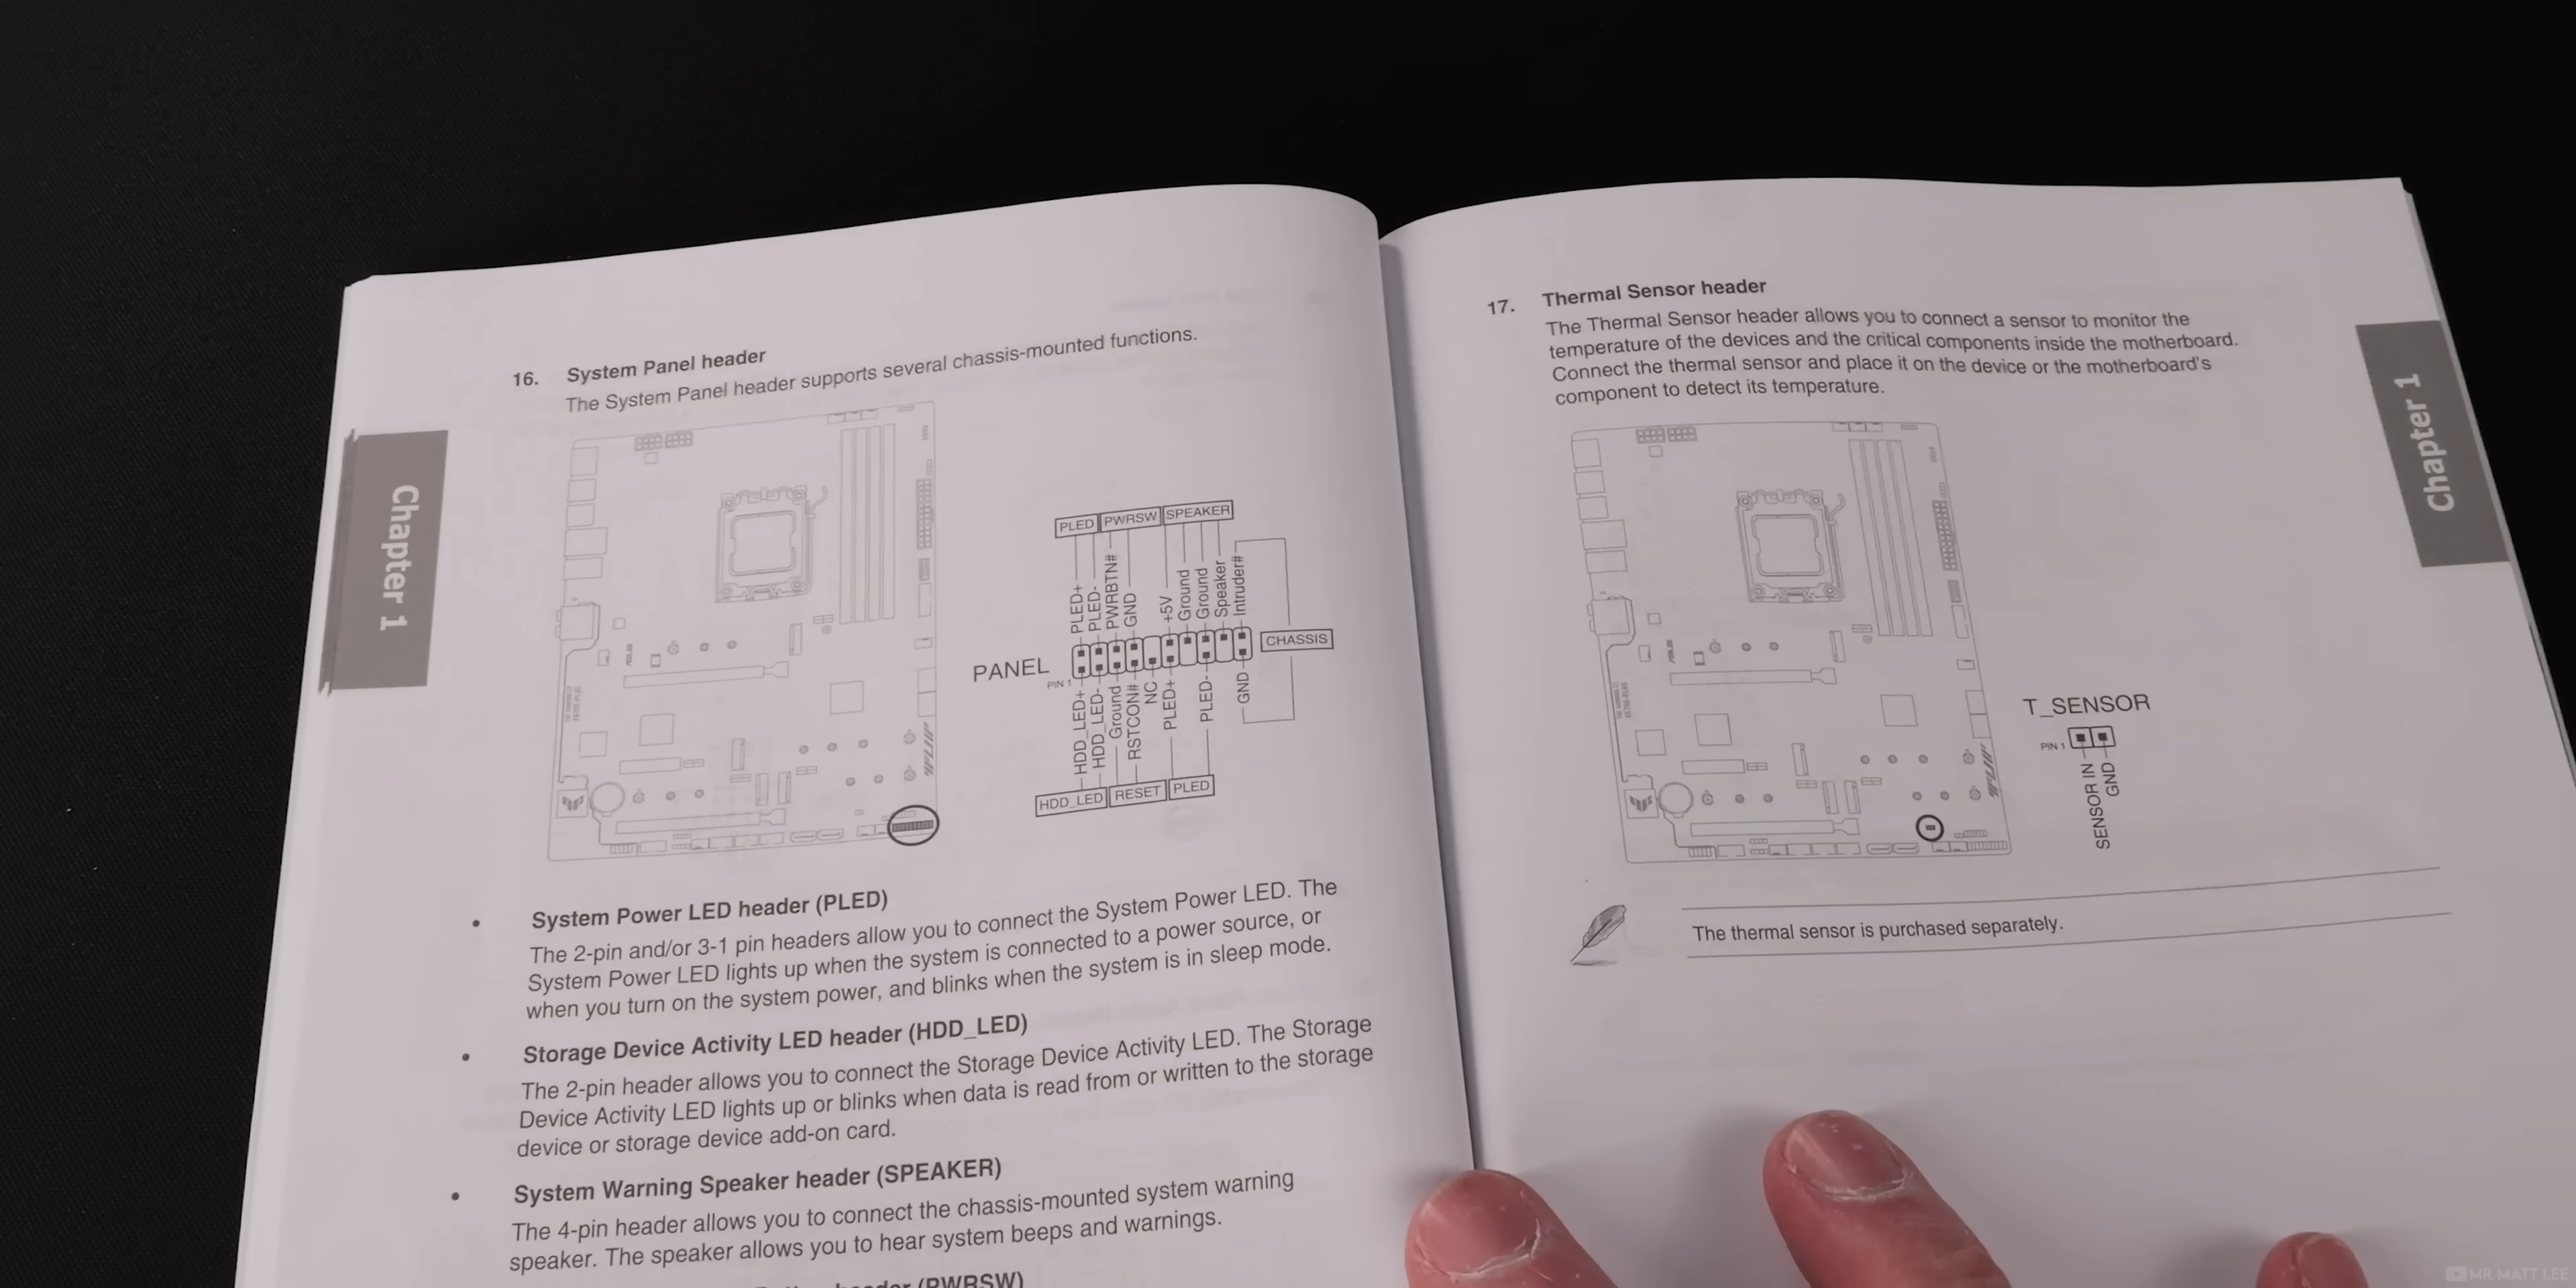 Chapter 1
16. System Panel header
The System Panel header supports several chassis-mounted functions.
PLED PWRSW SPEAKER
PLED+
PLED-
PWRBTN#
GND
+5V
Ground
Ground
Speaker
Intruder#
PANEL
PIN 1
CHASSIS
HDD_LED+
HDD_LED-
Ground
RSTCON#
NC
PLED+
PLED-
GND
HDD_LED RESET PLED
• System Power LED header (PLED)
The 2-pin and/or 3-1 pin headers allow you to connect the System Power LED. The
System Power LED lights up when the system is connected to a power source, or
when you turn on the system power, and blinks when the system is in sleep mode.
• Storage Device Activity LED header (HDD_LED)
The 2-pin header allows you to connect the Storage Device Activity LED. The Storage
Device Activity LED lights up or blinks when data is read from or written to the storage
device or storage device add-on card.
• System Warning Speaker header (SPEAKER)
The 4-pin header allows you to connect the chassis-mounted system warning
speaker. The speaker allows you to hear system beeps and warnings.
header (PWRSW)
17. Thermal Sensor header
The Thermal Sensor header allows you to connect a sensor to monitor the
temperature of the devices and the critical components inside the motherboard.
Connect the thermal sensor and place it on the device or the motherboard's
component to detect its temperature.
Chapter 1
T_SENSOR
PIN 1
SENSOR IN
GND
The thermal sensor is purchased separately.
MR MATT LEE